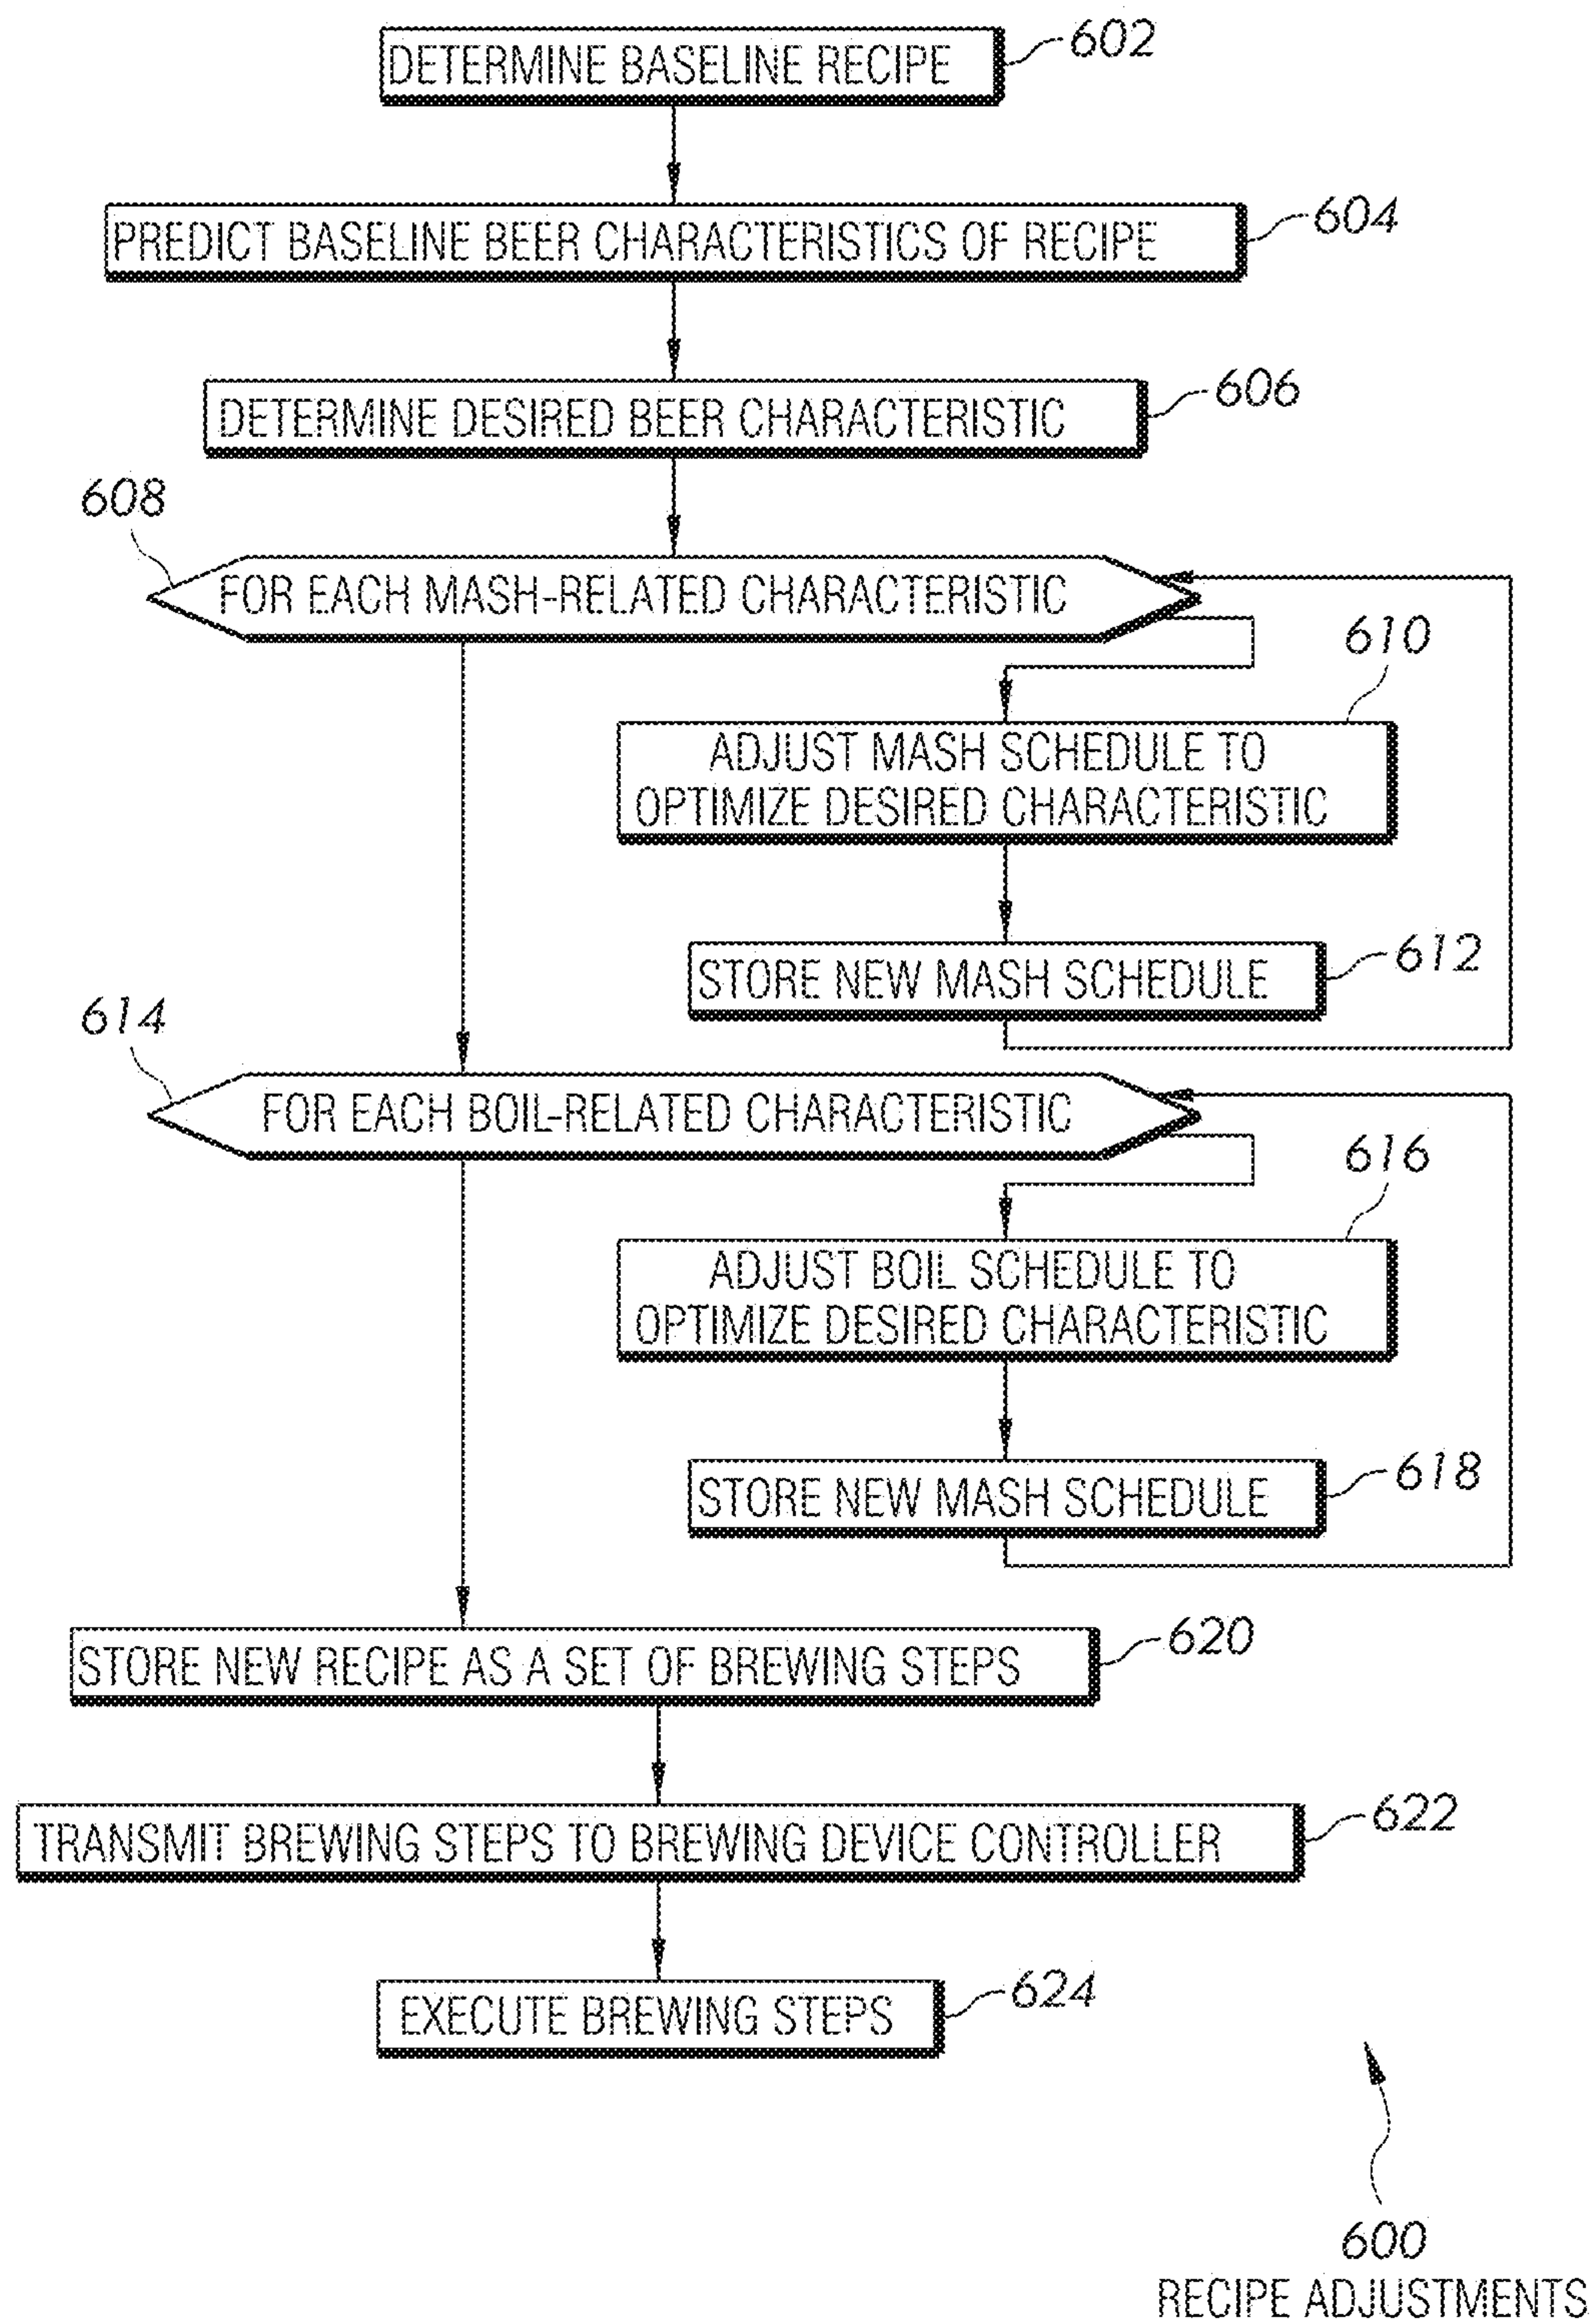 DETERMINE BASELINE RECIPE
602
PREDICT BASELINE BEER CHARACTERISTICS OF RECIPE
604
DETERMINE DESIRED BEER CHARACTERISTIC
606
608
FOR EACH MASH-RELATED CHARACTERISTIC
610
ADJUST MASH SCHEDULE TO
OPTIMIZE DESIRED CHARACTERISTIC
STORE NEW MASH SCHEDULE
612
614
FOR EACH BOIL-RELATED CHARACTERISTIC
616
ADJUST BOIL SCHEDULE TO
OPTIMIZE DESIRED CHARACTERISTIC
STORE NEW MASH SCHEDULE
618
STORE NEW RECIPE AS A SET OF BREWING STEPS
620
TRANSMIT BREWING STEPS TO BREWING DEVICE CONTROLLER
622
EXECUTE BREWING STEPS
624
600
RECIPE ADJUSTMENTS